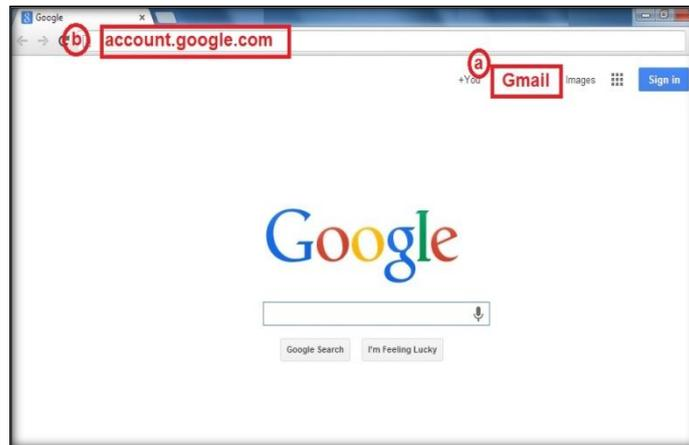 Google
b account.google.com
a
+You Gmail Images Sign in
Google
Google Search I'm Feeling Lucky